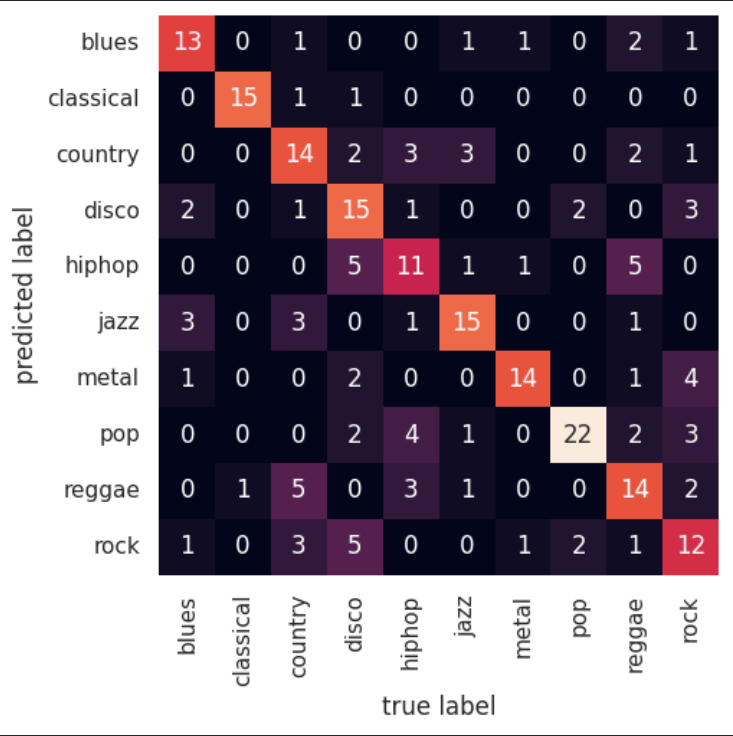 blues 13 0 1 0 0 1 1 0 2 1
classical 0 15 1 1 0 0 0 0 0 0
country 0 0 14 2 3 3 0 0 2 1
disco 2 0 1 15 1 0 0 2 0 3
hiphop 0 0 0 5 11 1 1 0 5 0
jazz 3 0 3 0 1 15 0 0 1 0
metal 1 0 0 2 0 0 14 0 1 4
pop 0 0 0 2 4 1 0 22 2 3
reggae 0 1 5 0 3 1 0 0 14 2
rock 1 0 3 5 0 0 1 2 1 12
predicted label
blues classical country disco hiphop jazz metal pop reggae rock
true label